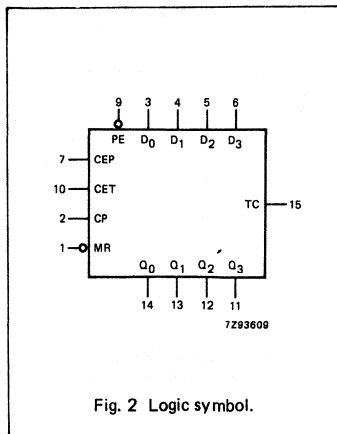 9 3 4 5 6
PE D0 D1 D2 D3
7 CEP
10 CET
TC 15
2 CP
1 MR
Q0 Q1 Q2 Q3
14 13 12 11
7Z93609
Fig. 2 Logic symbol.